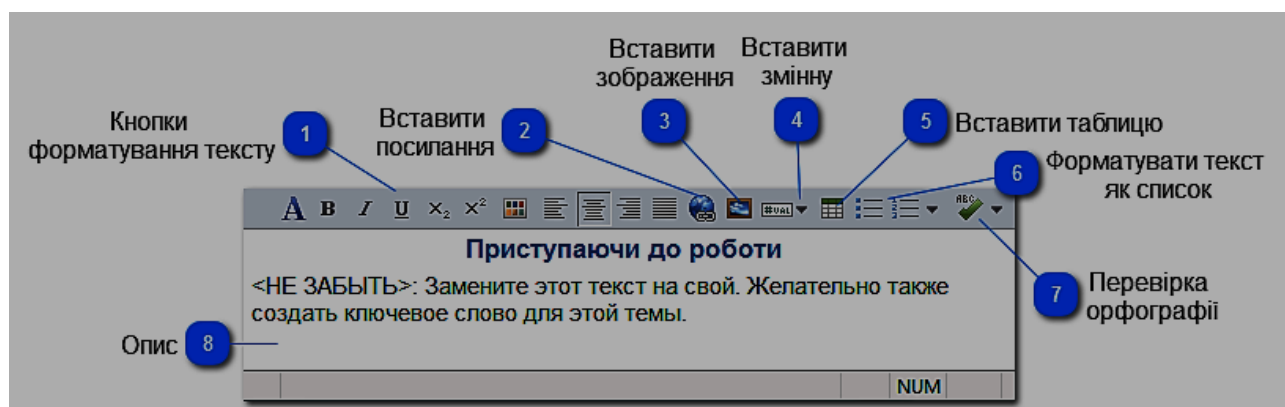 Вставити
зображення
3
Вставити
змінну
4
Кнопки
форматування тексту
1
Вставити
посилання
2
5
Вставити таблицю
6
Форматувати текст
як список
A B I U x₂ x² #VAL ABC
Приступаючи до роботи
<НЕ ЗАБЫТЬ>: Замените этот текст на свой. Желательно также
создать ключевое слово для этой темы.
7
Перевірка
орфографії
Опис
8
NUM